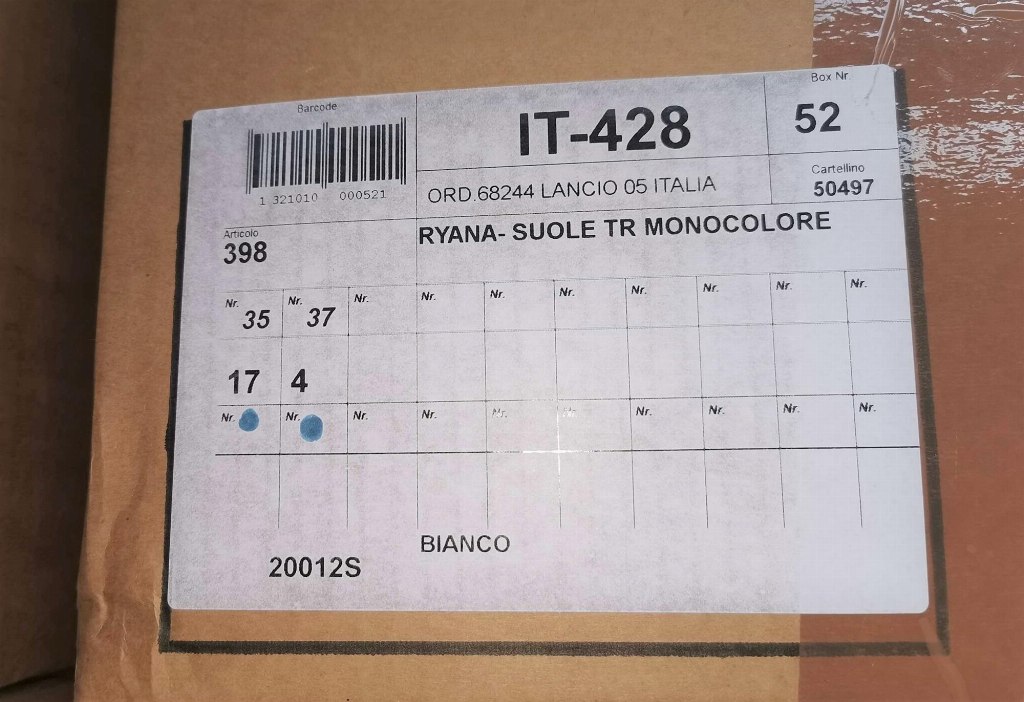 Barcode
1 321010 000521
IT-428
Box Nr
52
ORD.68244 LANCIO 05 ITALIA
Cartellino
50497
Articolo
398
RYANA- SUOLE TR MONOCOLORE
Nr. Nr. Nr. Nr. Nr. Nr. Nr. Nr. Nr. Nr.
35 37
17 4
Nr. Nr. Nr. Nr. Nr. Nr. Nr. Nr. Nr. Nr.
BIANCO
20012S